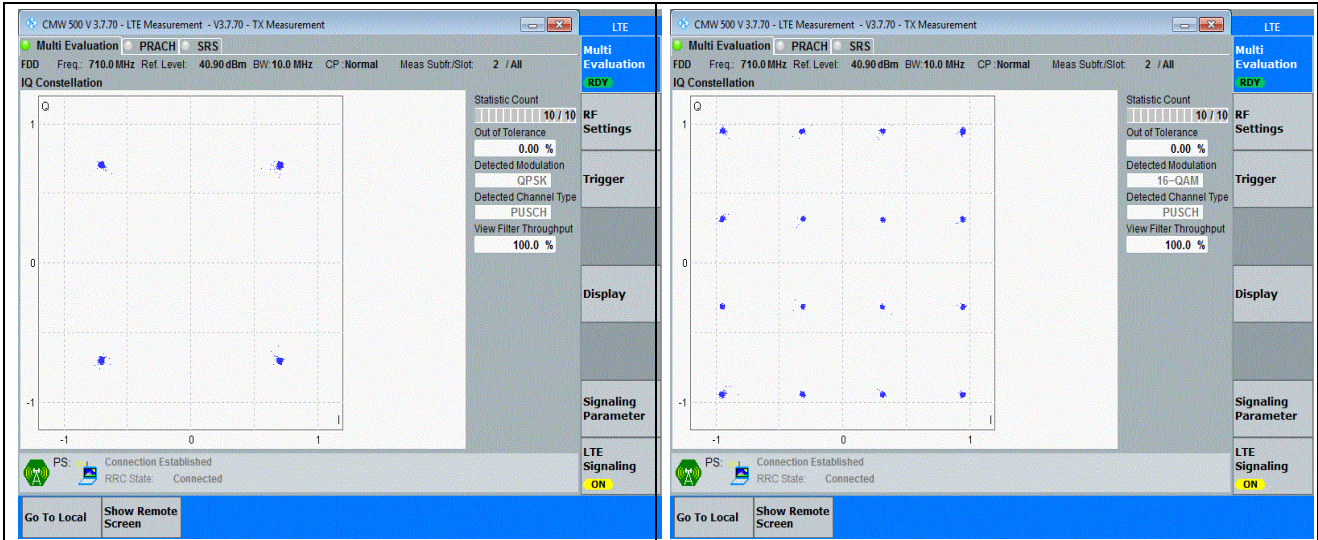 CMW 500 V 3.7.70 - LTE Measurement - V3.7.70 - TX Measurement
LTE
Multi Evaluation PRACH SRS
Multi
Evaluation
RDY
FDD Freq.: 710.0 MHz Ref. Level: 40.90 dBm BW: 10.0 MHz CP : Normal Meas Subfr./Slot: 2 / All
IQ Constellation
Q
1
0
-1
-1
0
1
I
Statistic Count
10 / 10
Out of Tolerance
0.00 %
Detected Modulation
QPSK
Detected Channel Type
PUSCH
View Filter Throughput
100.0 %
RF
Settings
Trigger
Display
Signaling
Parameter
LTE
Signaling
ON
PS: Connection Established
RRC State: Connected
Go To Local
Show Remote
Screen
CMW 500 V 3.7.70 - LTE Measurement - V3.7.70 - TX Measurement
LTE
Multi Evaluation PRACH SRS
Multi
Evaluation
RDY
FDD Freq.: 710.0 MHz Ref. Level: 40.90 dBm BW: 10.0 MHz CP : Normal Meas Subfr./Slot: 2 / All
IQ Constellation
Q
1
0
-1
-1
0
1
I
Statistic Count
10 / 10
Out of Tolerance
0.00 %
Detected Modulation
16-QAM
Detected Channel Type
PUSCH
View Filter Throughput
100.0 %
RF
Settings
Trigger
Display
Signaling
Parameter
LTE
Signaling
ON
PS: Connection Established
RRC State: Connected
Go To Local
Show Remote
Screen